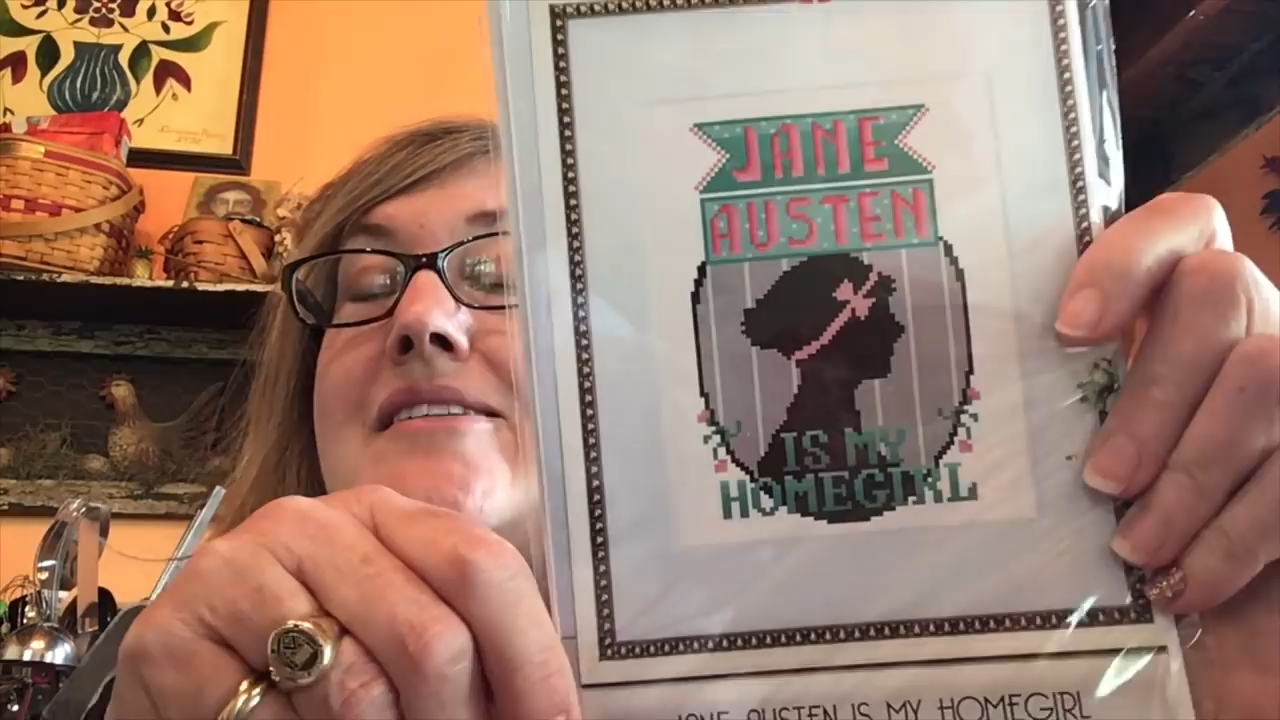 JANE
AUSTEN
IS MY
HOMEGIRL
JANE AUSTEN IS MY HOMEGIRL